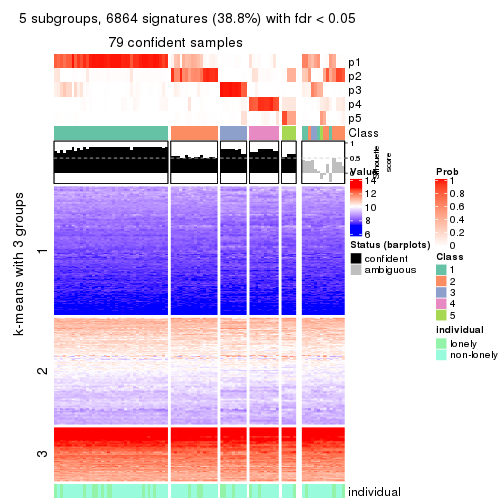 5 subgroups, 6864 signatures (38.8%) with fdr < 0.05
79 confident samples
p1
p2
p3
p4
p5
Class
1
0.5
0
silhouette
score
k-means with 3 groups
1
2
3
individual
Value
14
12
10
8
6
Status (barplots)
confident
ambiguous
Prob
1
0.8
0.6
0.4
0.2
0
Class
1
2
3
4
5
individual
lonely
non-lonely